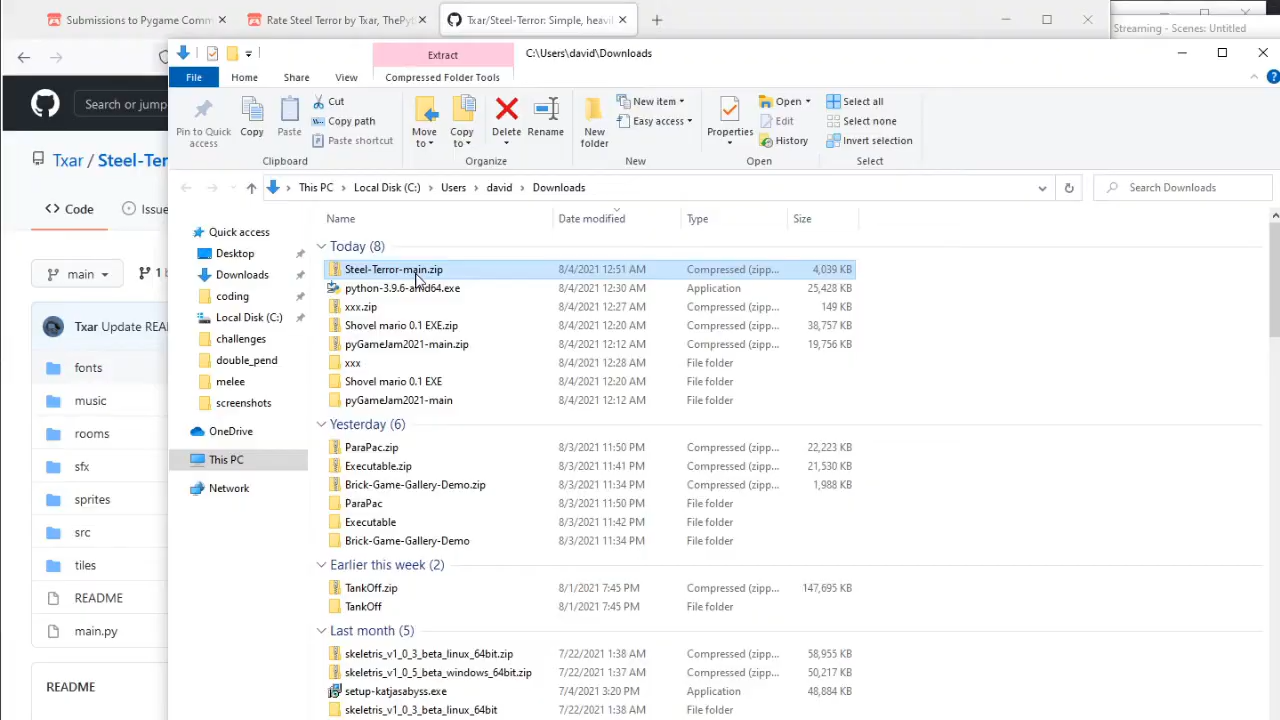 Submissions to Pygame Comm
Rate Steel Terror by Txar, ThePy
Txar/Steel-Terror: Simple, heavil
Streaming - Scenes: Untitled
Extract
C:\Users\david\Downloads
File
Home
Share
View
Compressed Folder Tools
Search or jump
Pin to Quick access
Copy
Paste
Cut
Copy path
Paste shortcut
Clipboard
Move to
Copy to
Delete
Rename
Organize
New folder
New item
Easy access
New
Properties
Open
Edit
History
Open
Select all
Select none
Invert selection
Select
Txar / Steel-Ter
This PC
Local Disk (C:)
Users
david
Downloads
Search Downloads
Code
Issue
main
1 b
Txar Update REA
fonts
music
rooms
sfx
sprites
src
tiles
README
main.py
README
Quick access
Desktop
Downloads
coding
Local Disk (C:)
challenges
double_pend
melee
screenshots
OneDrive
This PC
Network
Name Date modified Type Size
Today (8)
Steel-Terror-main.zip 8/4/2021 12:51 AM Compressed (zipp... 4,039 KB
python-3.9.6-amd64.exe 8/4/2021 12:30 AM Application 25,428 KB
xxx.zip 8/4/2021 12:27 AM Compressed (zipp... 149 KB
Shovel mario 0.1 EXE.zip 8/4/2021 12:20 AM Compressed (zipp... 38,757 KB
pyGameJam2021-main.zip 8/4/2021 12:12 AM Compressed (zipp... 19,756 KB
xxx 8/4/2021 12:28 AM File folder
Shovel mario 0.1 EXE 8/4/2021 12:20 AM File folder
pyGameJam2021-main 8/4/2021 12:12 AM File folder
Yesterday (6)
ParaPac.zip 8/3/2021 11:50 PM Compressed (zipp... 22,223 KB
Executable.zip 8/3/2021 11:41 PM Compressed (zipp... 21,530 KB
Brick-Game-Gallery-Demo.zip 8/3/2021 11:34 PM Compressed (zipp... 1,988 KB
ParaPac 8/3/2021 11:50 PM File folder
Executable 8/3/2021 11:42 PM File folder
Brick-Game-Gallery-Demo 8/3/2021 11:34 PM File folder
Earlier this week (2)
TankOff.zip 8/1/2021 7:45 PM Compressed (zipp... 147,695 KB
TankOff 8/1/2021 7:45 PM File folder
Last month (5)
skeletris_v1_0_3_beta_linux_64bit.zip 7/22/2021 1:38 AM Compressed (zipp... 58,955 KB
skeletris_v1_0_5_beta_windows_64bit.zip 7/22/2021 1:37 AM Compressed (zipp... 50,217 KB
setup-katjasabyss.exe 7/4/2021 3:20 PM Application 48,884 KB
skeletris_v1_0_3_beta_linux_64bit 7/22/2021 1:38 AM File folder